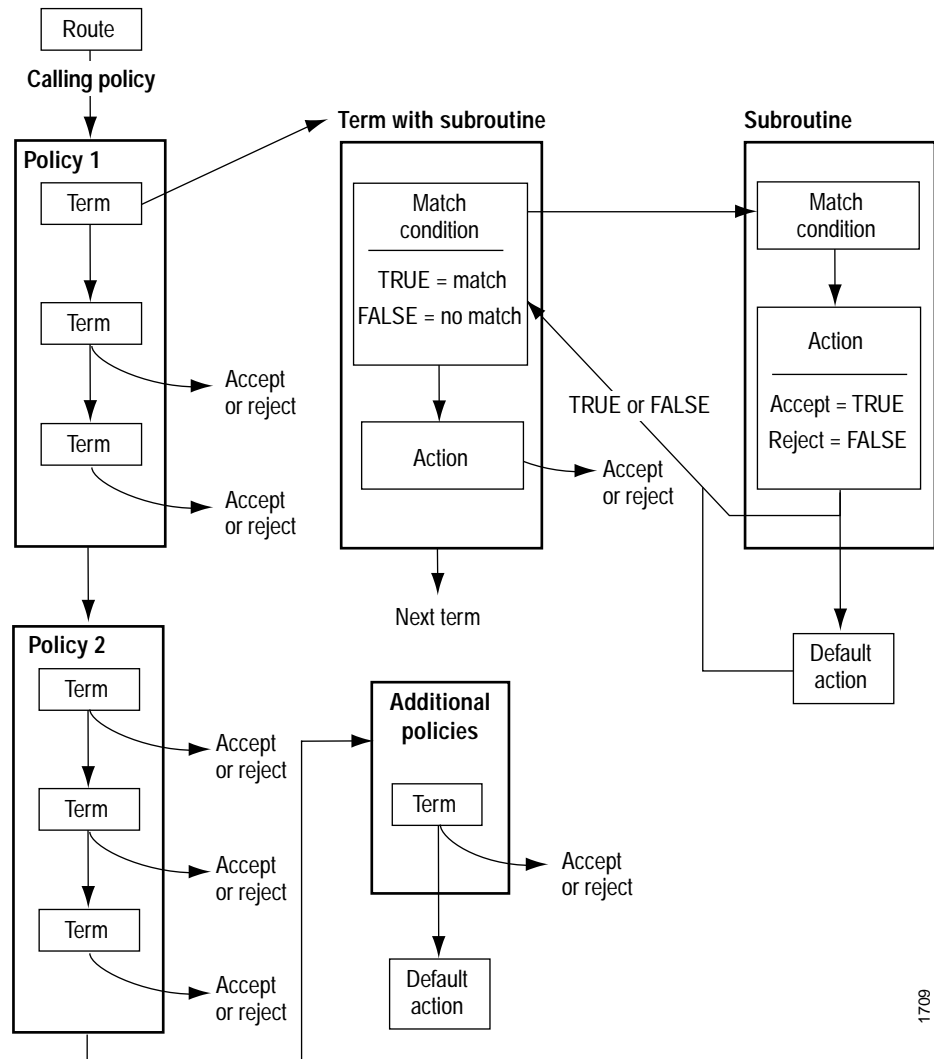 Route
Calling policy
Policy 1
Term
Term
Accept
or reject
Term
Accept
or reject
Term with subroutine
Match
condition
TRUE = match
FALSE = no match
Action
Accept
or reject
Next term
TRUE or FALSE
Subroutine
Match
condition
Action
Accept = TRUE
Reject = FALSE
Default
action
Policy 2
Term
Accept
or reject
Term
Accept
or reject
Term
Accept
or reject
Additional
policies
Term
Accept
or reject
Default
action
1709